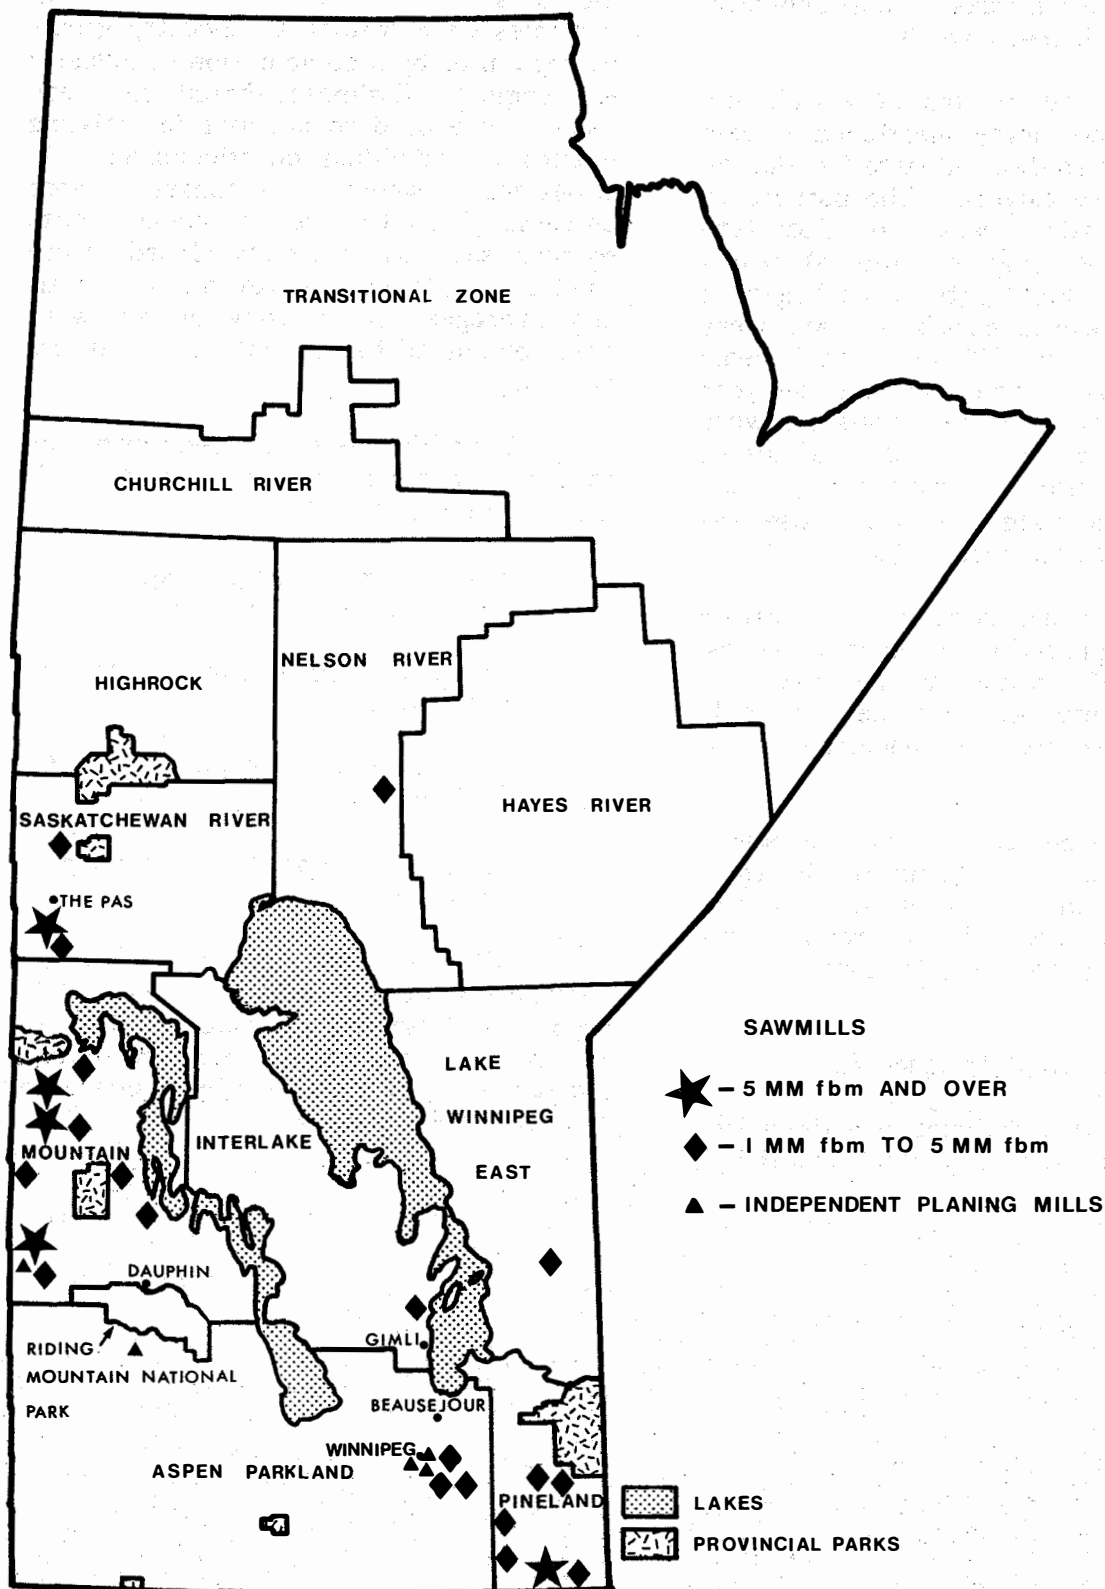 TRANSITIONAL ZONE
CHURCHILL RIVER
NELSON RIVER
HIGHROCK
HAYES RIVER
SASKATCHEWAN RIVER
THE PAS
SAWMILLS
LAKE
WINNIPEG
EAST
– 5 MM fbm AND OVER
– 1 MM fbm TO 5 MM fbm
– INDEPENDENT PLANING MILLS
MOUNTAIN
INTERLAKE
DAUPHIN
GIMLI
RIDING
MOUNTAIN NATIONAL
PARK
BEAUSEJOUR
WINNIPEG
ASPEN PARKLAND
PINELAND
LAKES
PROVINCIAL PARKS